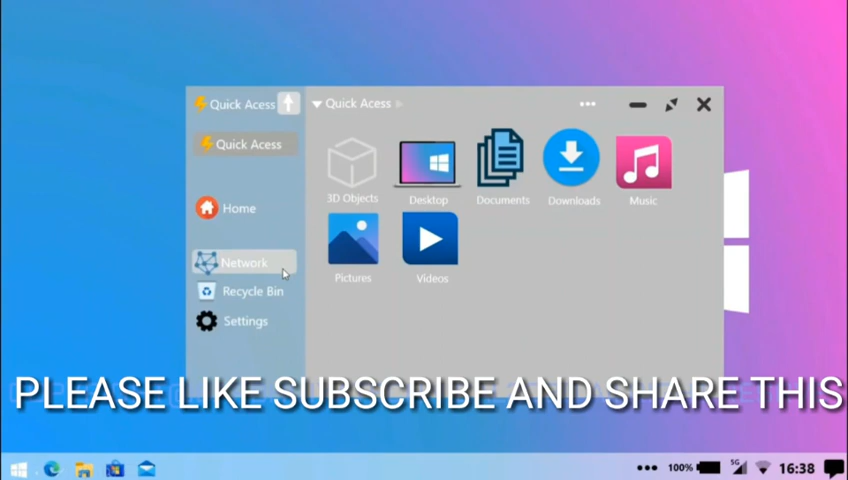 Quick Acess
Quick Acess
Quick Acess
Home
Network
Recycle Bin
Settings
3D Objects
Desktop
Documents
Downloads
Music
Pictures
Videos
PLEASE LIKE SUBSCRIBE AND SHARE THIS
100%
5G
16:38